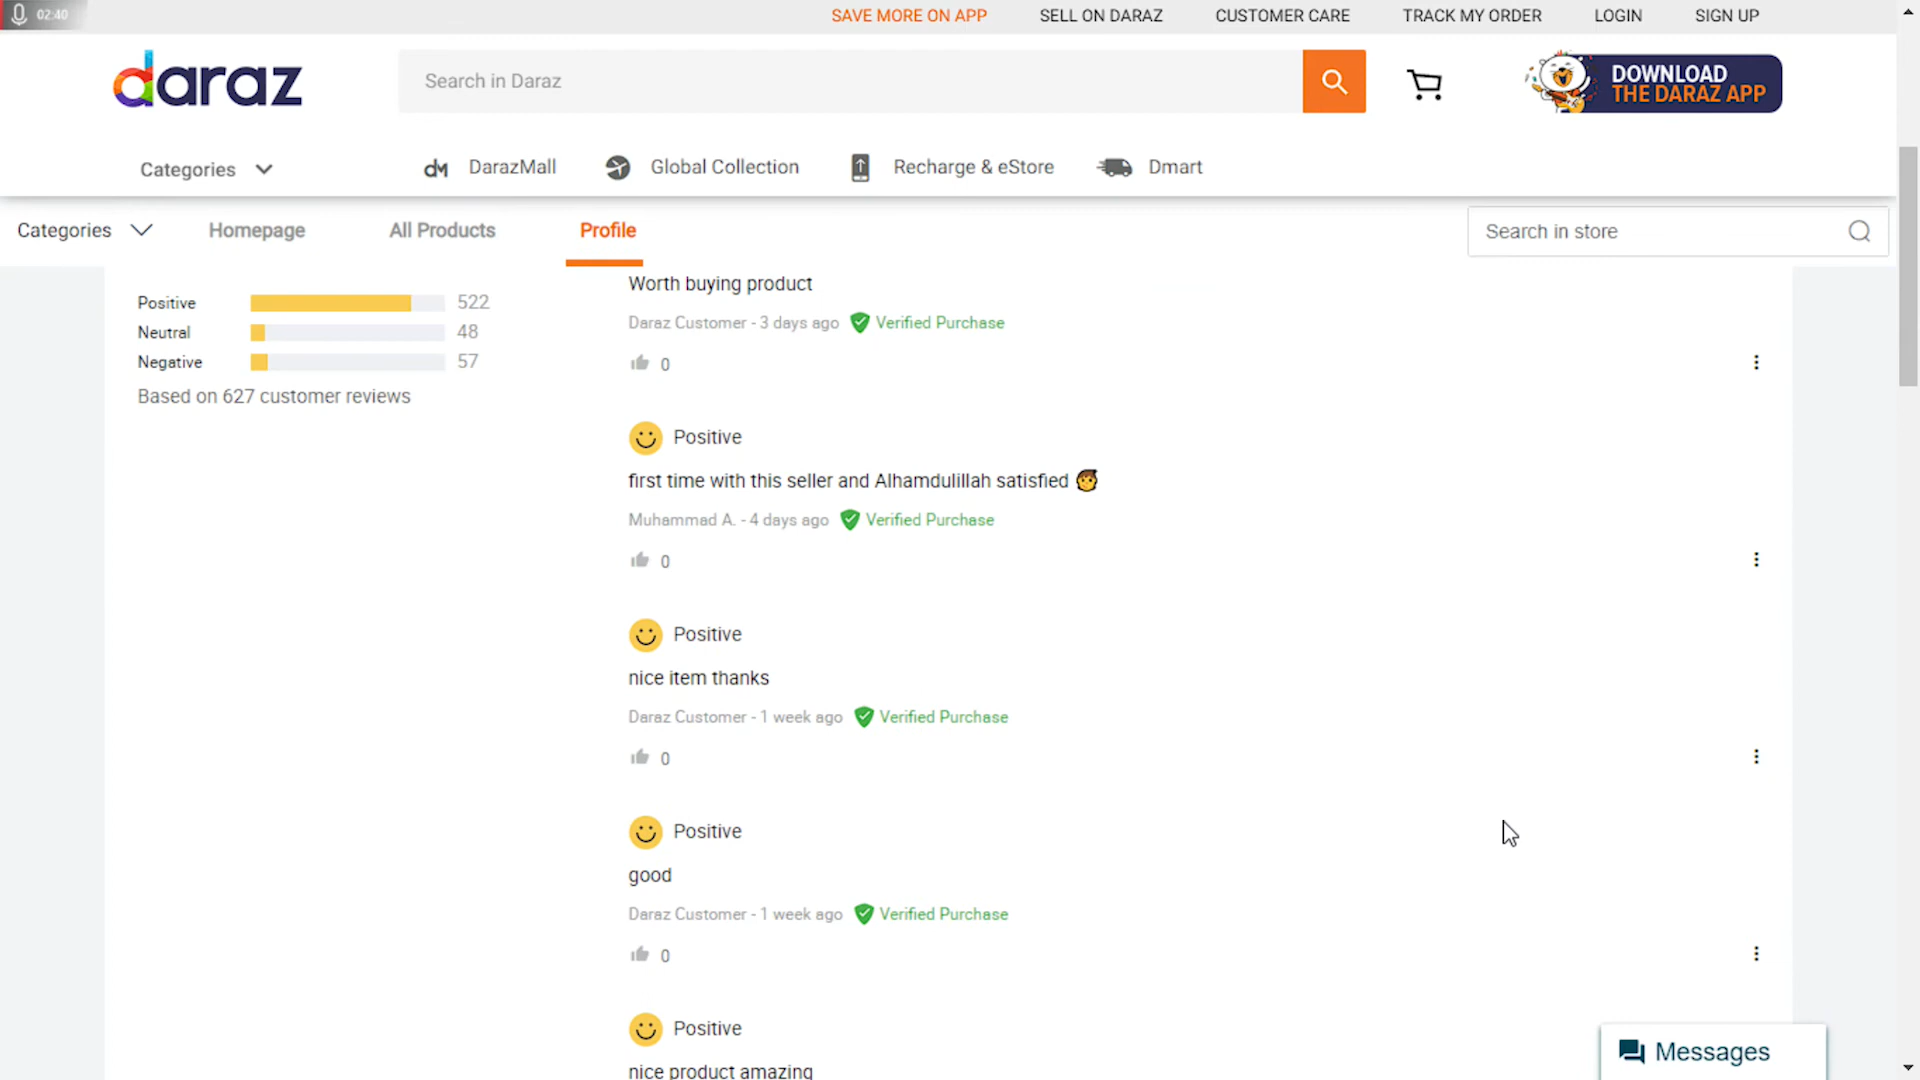 02:40
SAVE MORE ON APP SELL ON DARAZ CUSTOMER CARE TRACK MY ORDER LOGIN SIGN UP
daraz
Search in Daraz
DOWNLOAD
THE DARAZ APP
Categories DarazMall Global Collection Recharge & eStore Dmart
Categories Homepage All Products Profile Search in store
Worth buying product
Positive 522
Neutral 48
Negative 57
Based on 627 customer reviews
Daraz Customer - 3 days ago Verified Purchase
0
Positive
first time with this seller and Alhamdulillah satisfied 🧒
Muhammad A. - 4 days ago Verified Purchase
0
Positive
nice item thanks
Daraz Customer - 1 week ago Verified Purchase
0
Positive
good
Daraz Customer - 1 week ago Verified Purchase
0
Positive
nice product amazing
Messages